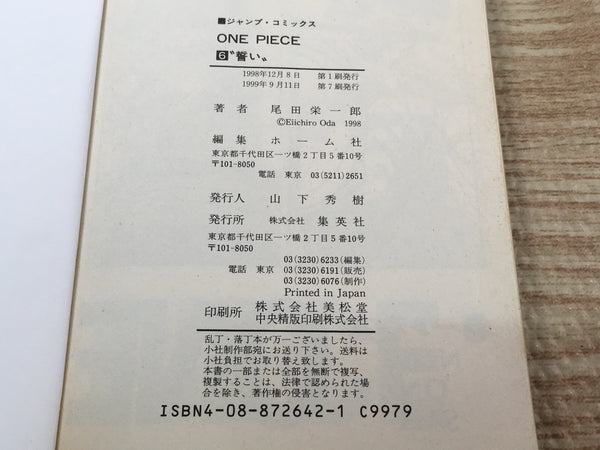 ■ジャンプ・コミックス
ONE PIECE
6〝誓い〟
1998年12月8日 第1刷発行
1999年9月11日 第7刷発行
著者 尾田栄一郎
©Eiichiro Oda 1998
編集 ホーム社
東京都千代田区一ツ橋2丁目5番10号
〒101-8050
電話 東京 03(5211)2651
発行人 山下秀樹
発行所 株式会社 集英社
東京都千代田区一ツ橋2丁目5番10号
〒101-8050
03(3230)6233(編集)
電話 東京 03(3230)6191(販売)
03(3230)6076(制作)
Printed in Japan
印刷所 株式会社美松堂
中央精版印刷株式会社
乱丁・落丁本が万一ございましたら、
小社制作部宛にお送り下さい。送料は
小社負担でお取り替え致します。
本書の一部または全部を無断で複写、
複製することは、法律で認められた場
合を除き、著作権の侵害となります。
ISBN4-08-872642-1 C9979